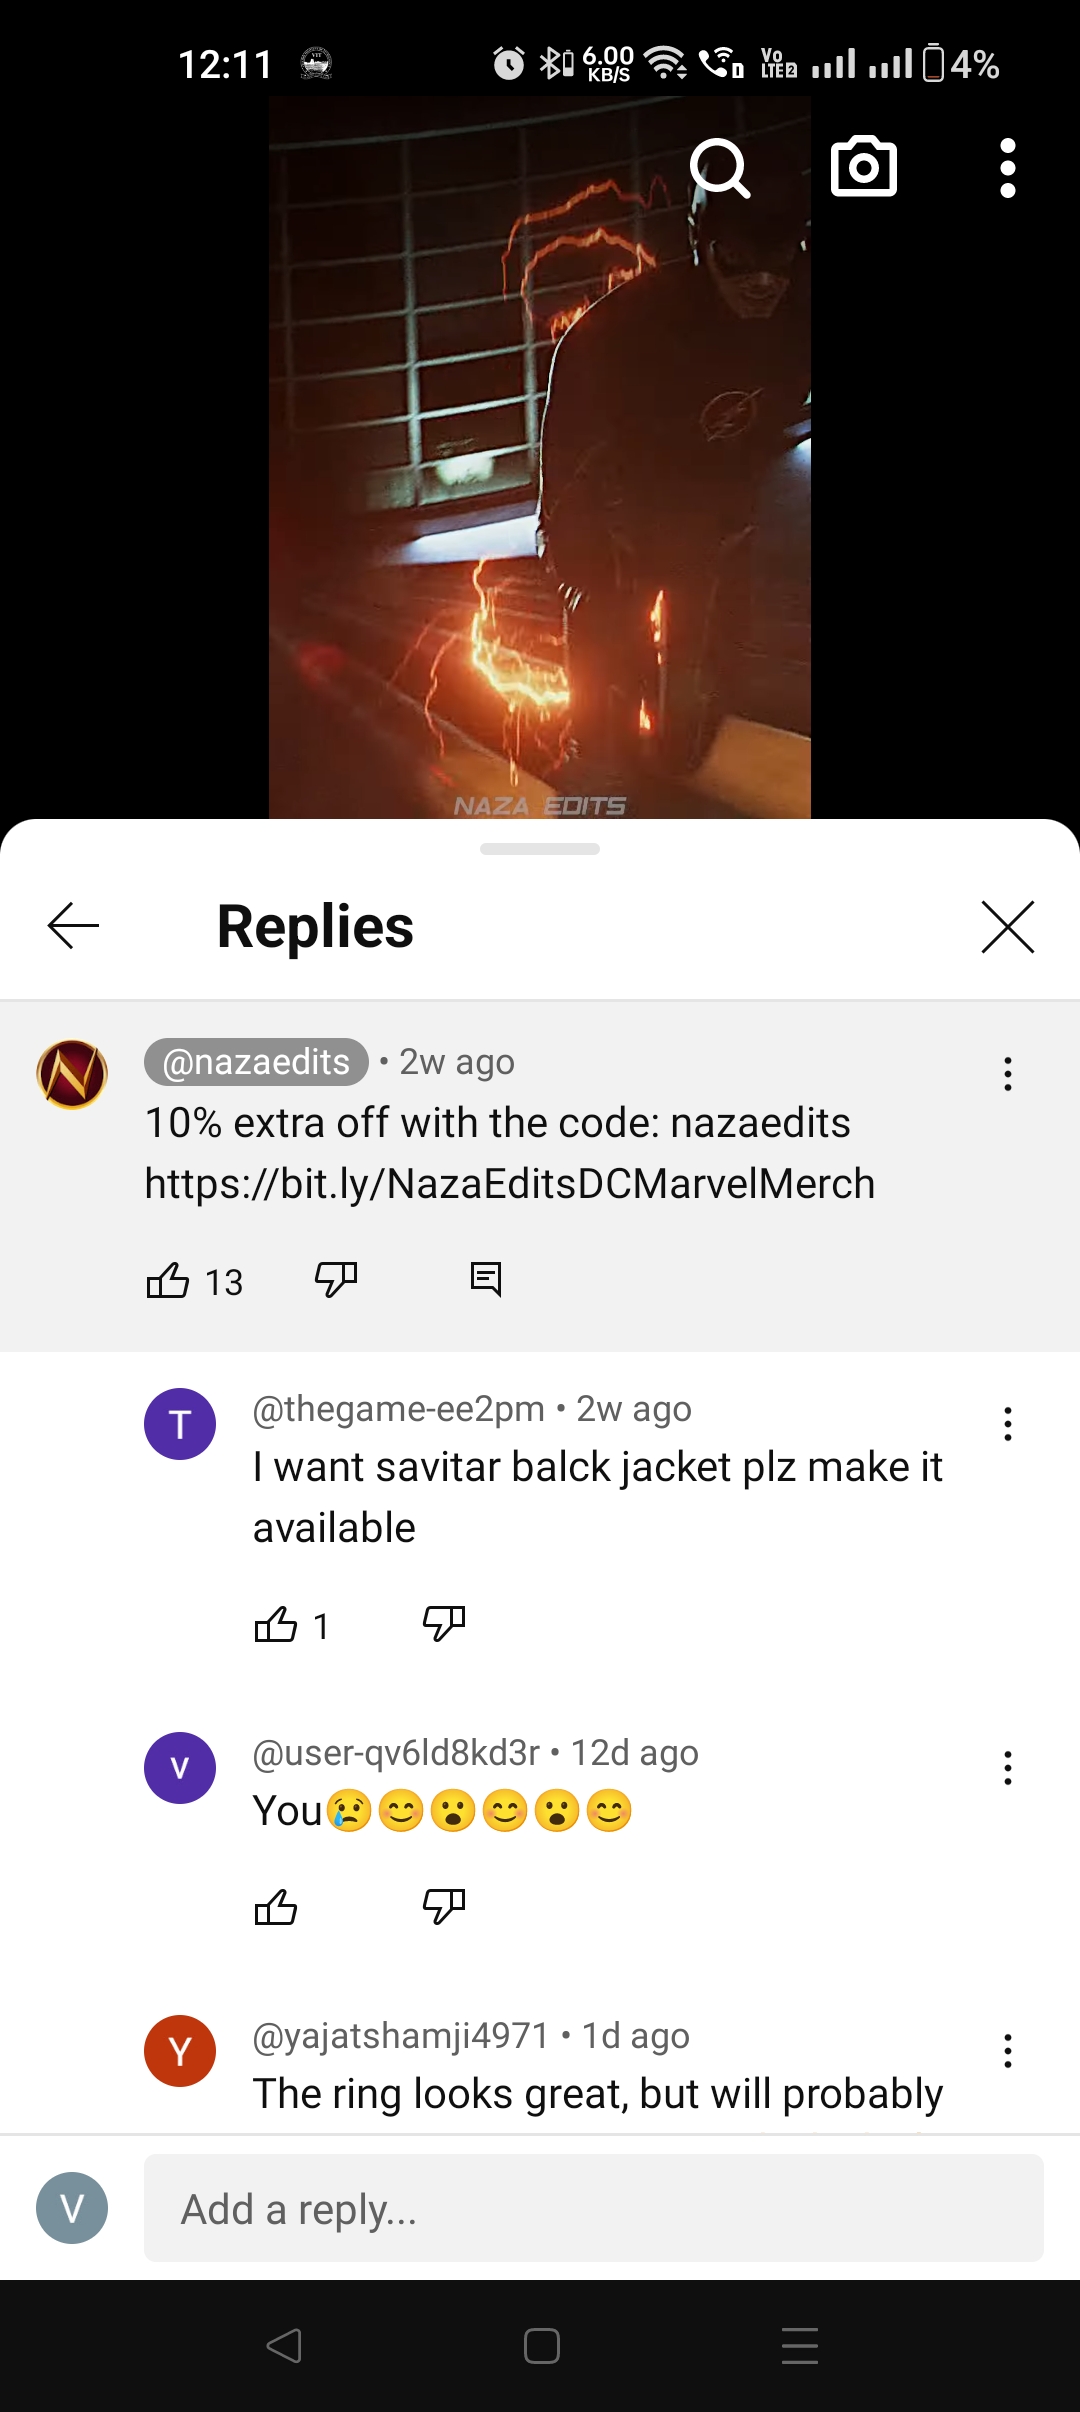 12:11
6.00
KB/S
Vo
LTE 2
4%
NAZA EDITS
Replies
@nazaedits • 2w ago
10% extra off with the code: nazaedits
https://bit.ly/NazaEditsDCMarvelMerch
13
T
@thegame-ee2pm • 2w ago
I want savitar balck jacket plz make it
available
1
v
@user-qv6ld8kd3r • 12d ago
You😢😊😮😊😮😊
Y
@yajatshamji4971 • 1d ago
The ring looks great, but will probably
V
Add a reply...